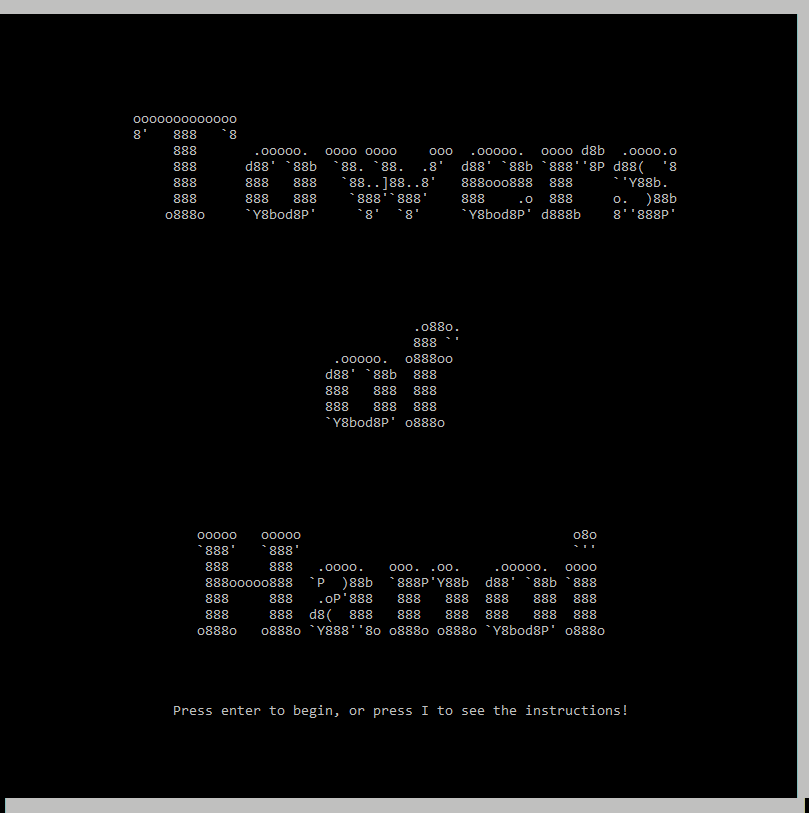 Towers
of
Hanoi
Press enter to begin, or press I to see the instructions!